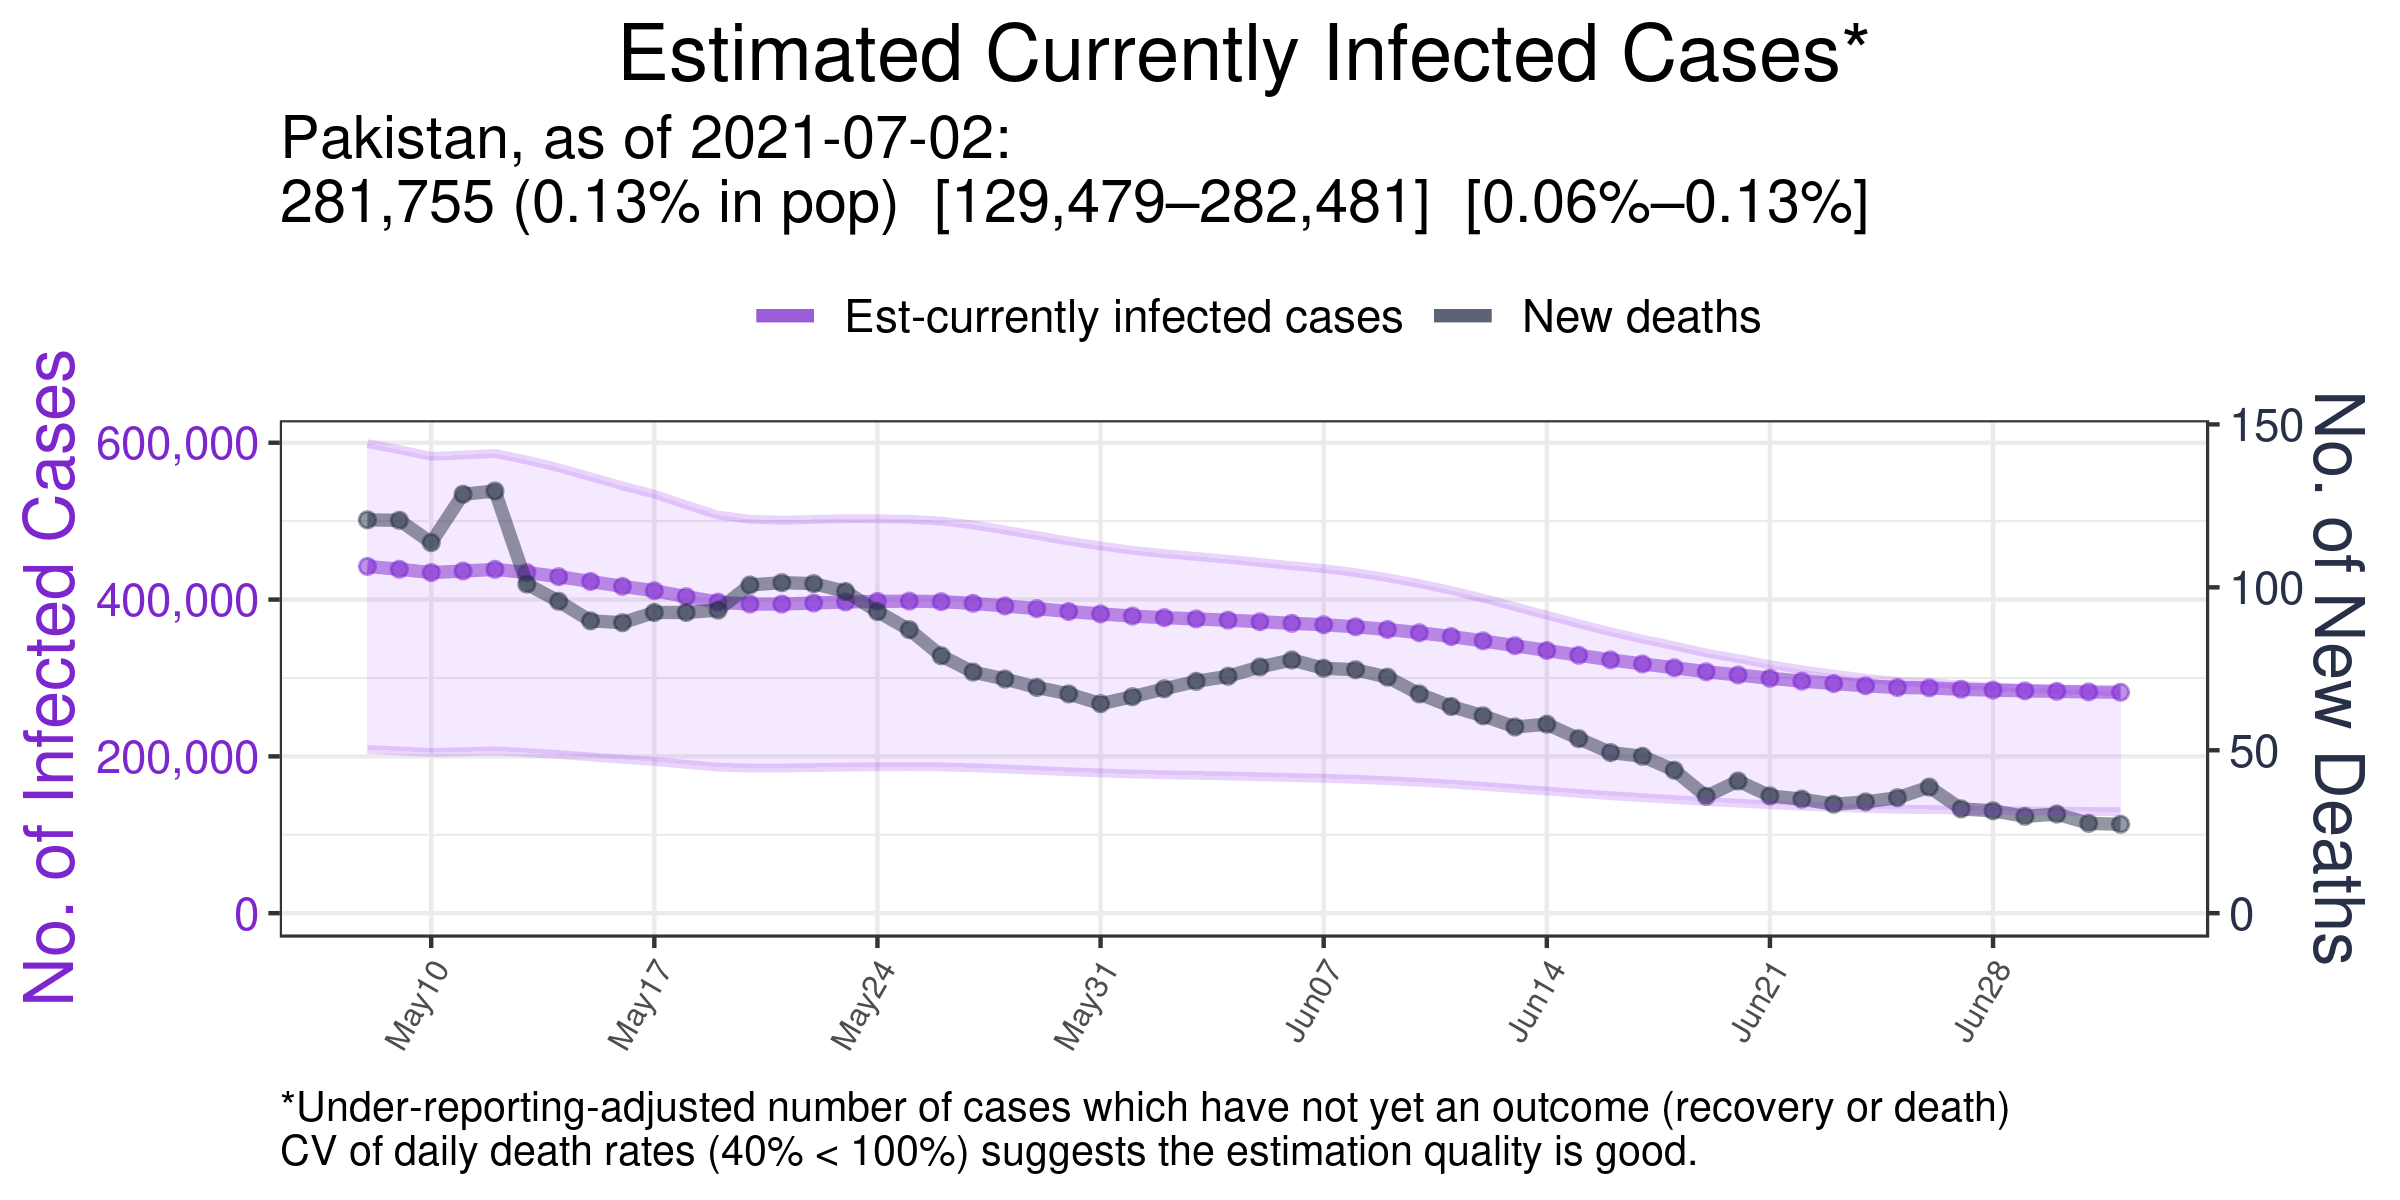 Estimated Currently Infected Cases*
Pakistan, as of 2021-07-02:
281,755 (0.13% in pop)  [129,479–282,481]  [0.06%–0.13%]
Est-currently infected cases
New deaths
No. of Infected Cases
600,000
400,000
200,000
0
150
100
50
0
No. of New Deaths
May10
May17
May24
May31
Jun07
Jun14
Jun21
Jun28
*Under-reporting-adjusted number of cases which have not yet an outcome (recovery or death)
CV of daily death rates (40% < 100%) suggests the estimation quality is good.